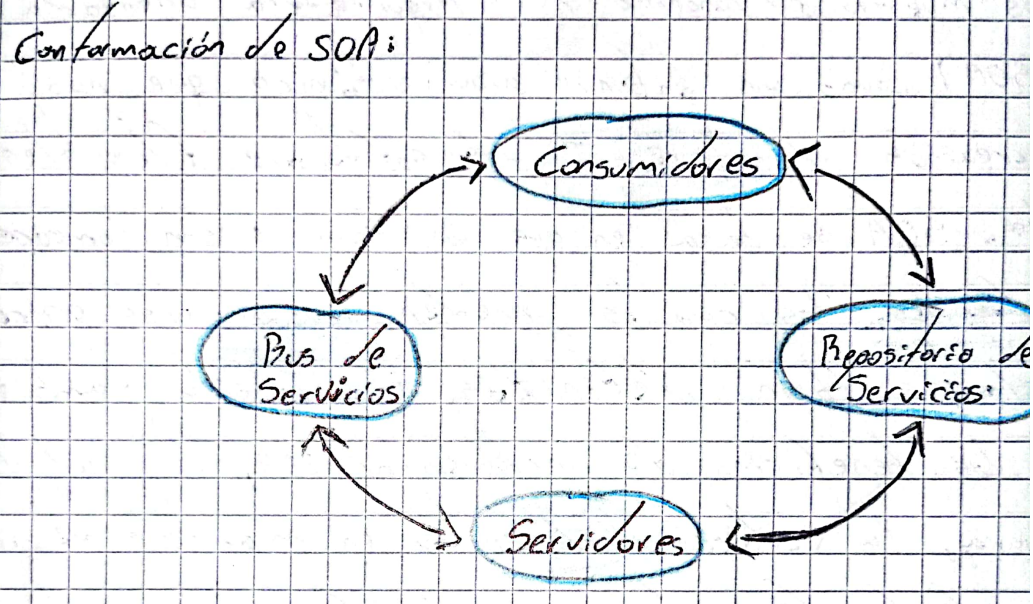 Conformación de SOA:
Consumidores
Bus de
Servicios
Repositorio de
Servicios
Servidores